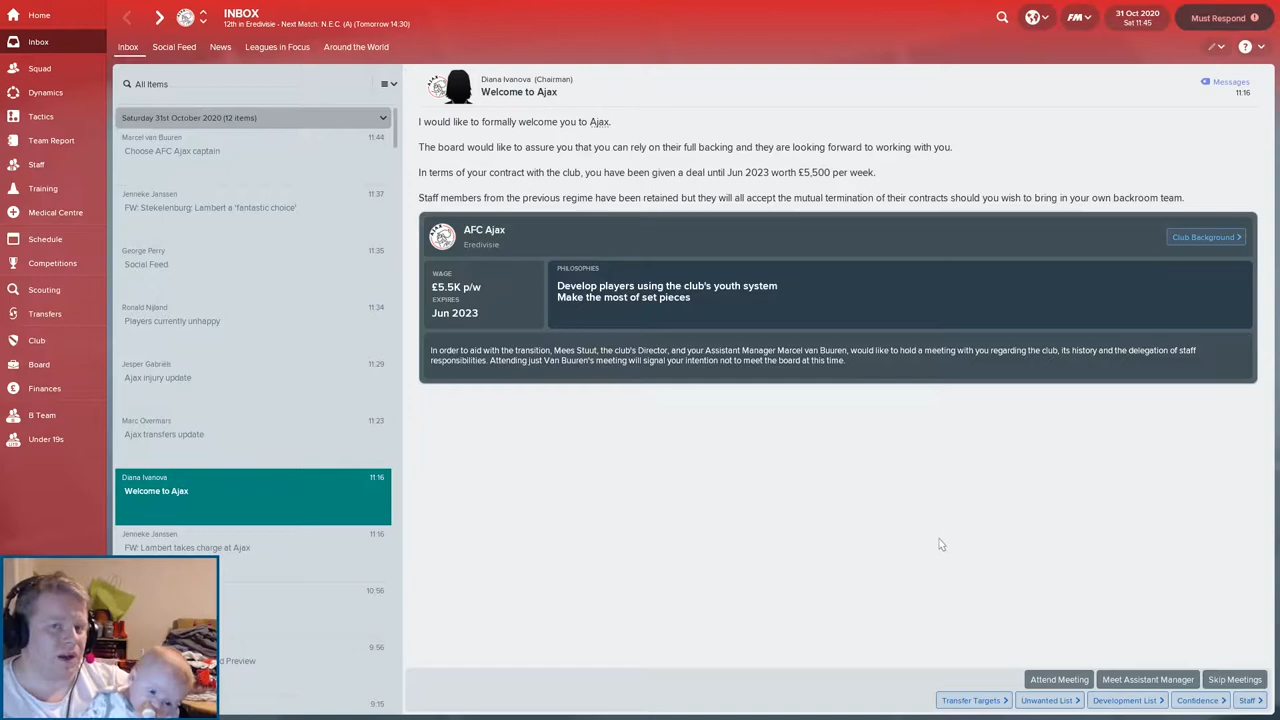 Home
INBOX
12th in Eredivisie - Next Match: N.E.C. (A) (Tomorrow 14:30)
FM
31 Oct 2020
Sat 11:45
Must Respond
Inbox
Squad
Dynamics
Tactics
Team Report
Staff
Training
Medical Centre
Schedule
Competitions
Scouting
Transfers
Club
Board
Finances
B Team
Under 19s
Inbox Social Feed News Leagues in Focus Around the World
All Items
Saturday 31st October 2020 (12 items)
Marcel van Buuren 11:44
Choose AFC Ajax captain
Jenneke Janssen 11:37
FW: Stekelenburg: Lambert a 'fantastic choice'
George Perry 11:35
Social Feed
Ronald Nijland 11:34
Players currently unhappy
Jesper Gabriëls 11:29
Ajax injury update
Marc Overmars 11:23
Ajax transfers update
Diana Ivanova 11:16
Welcome to Ajax
Jenneke Janssen 11:16
FW: Lambert takes charge at Ajax
10:56
9:56
d Preview
9:15
Diana Ivanova (Chairman)
Welcome to Ajax
Messages
11:16
I would like to formally welcome you to Ajax.
The board would like to assure you that you can rely on their full backing and they are looking forward to working with you.
In terms of your contract with the club, you have been given a deal until Jun 2023 worth £5,500 per week.
Staff members from the previous regime have been retained but they will all accept the mutual termination of their contracts should you wish to bring in your own backroom team.
AFC Ajax
Eredivisie
Club Background
WAGE
£5.5K p/w
EXPIRES
Jun 2023
PHILOSOPHIES
Develop players using the club's youth system
Make the most of set pieces
In order to aid with the transition, Mees Stuut, the club's Director, and your Assistant Manager Marcel van Buuren, would like to hold a meeting with you regarding the club, its history and the delegation of staff
responsibilities. Attending just Van Buuren's meeting will signal your intention not to meet the board at this time.
Attend Meeting Meet Assistant Manager Skip Meetings
Transfer Targets Unwanted List Development List Confidence Staff